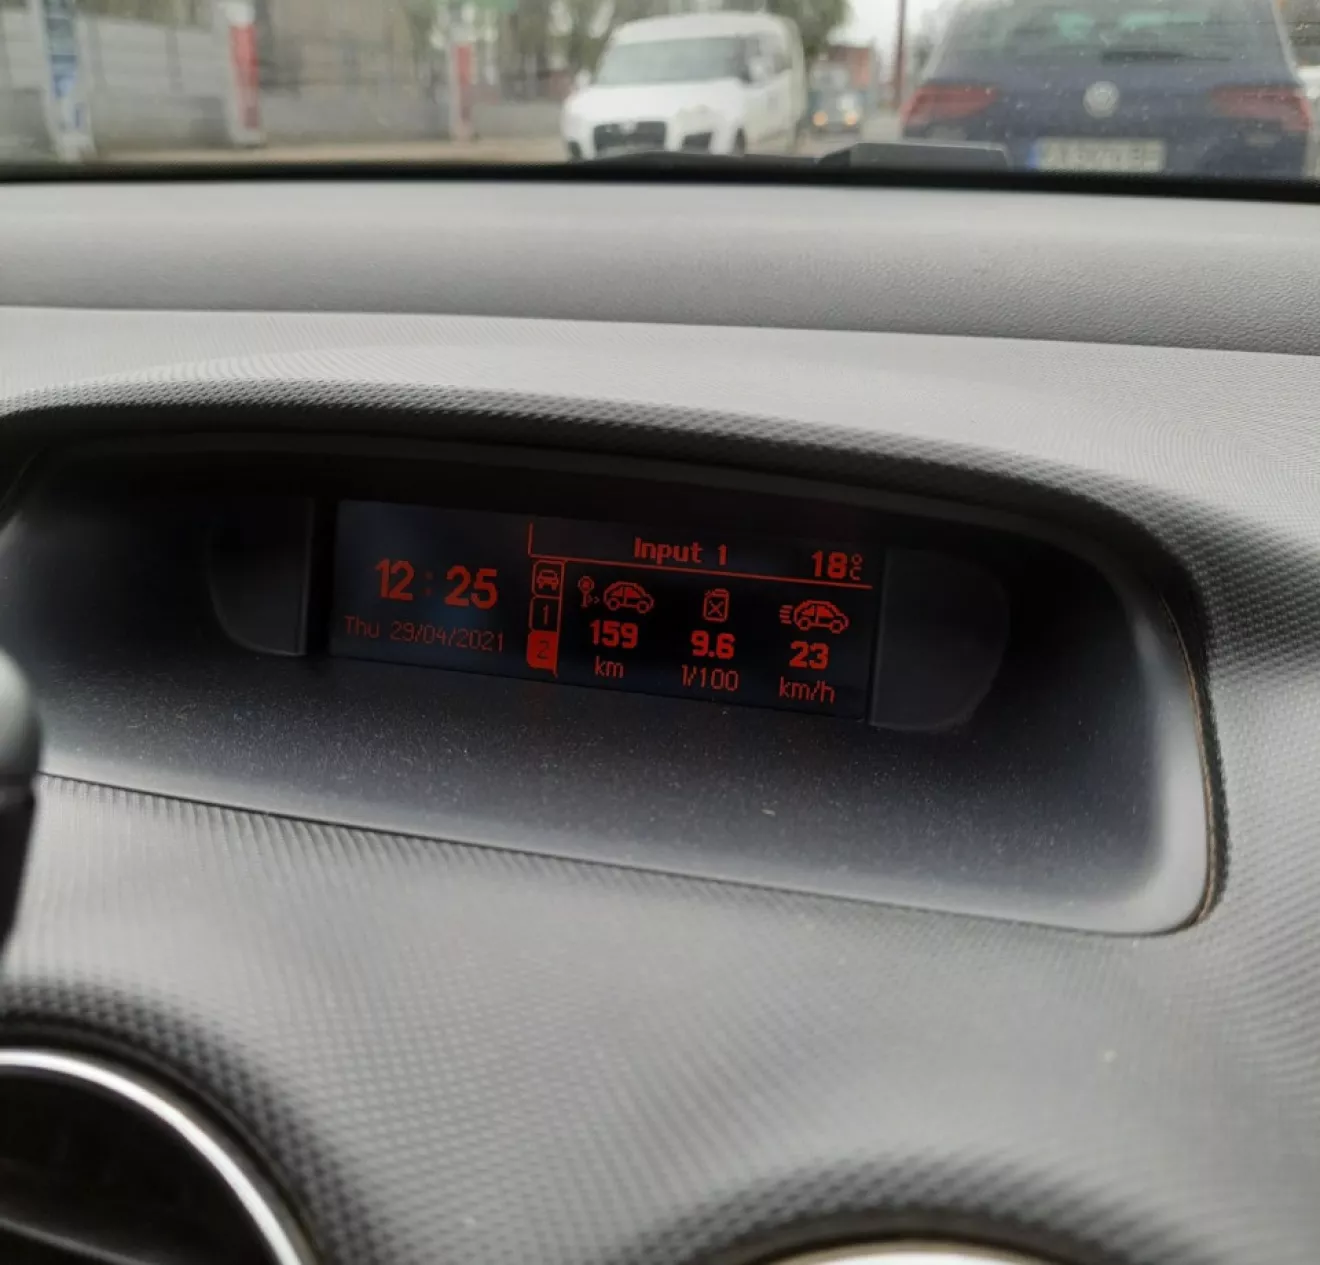 Input 1 18°C
12:25
Thu 29/04/2021
1
2
159 9.6 23
km l/100 km/h